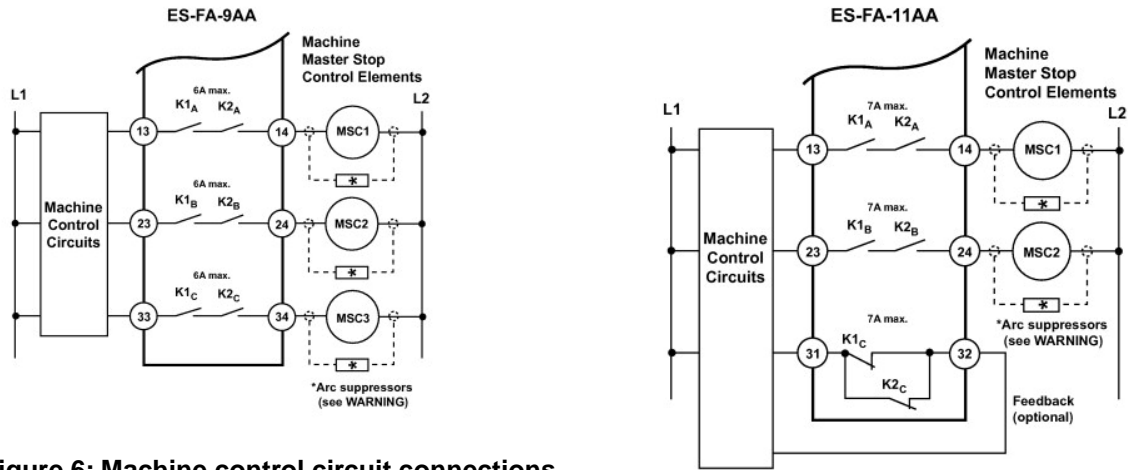 ES-FA-9AA
Machine
Master Stop
Control Elements
L1
L2
6A max.
K1A K2A
13
14
MSC1
*
6A max.
K1B K2B
Machine
Control
Circuits
23
24
MSC2
*
6A max.
K1C K2C
33
34
MSC3
*
*Arc suppressors
(see WARNING)
ES-FA-11AA
Machine
Master Stop
Control Elements
L1
L2
7A max.
K1A K2A
13
14
MSC1
*
7A max.
K1B K2B
Machine
Control
Circuits
23
24
MSC2
*
*Arc suppressors
(see WARNING)
7A max.
K1C
31
32
K2C
Feedback
(optional)
igure 6: Machine control circuit connections